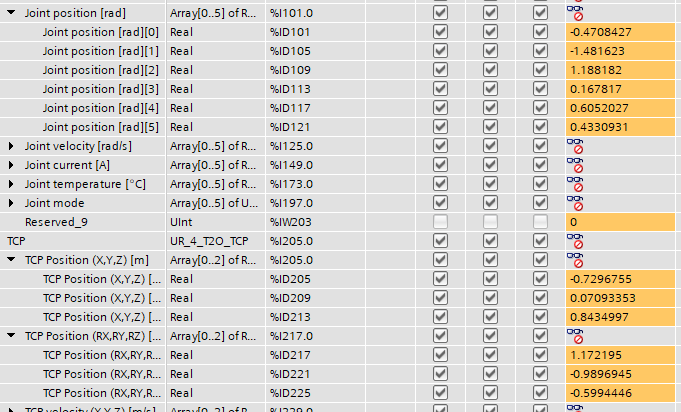 Joint position [rad] Array[0..5] of R... %I101.0
Joint position [rad][0] Real %ID101 -0.4708427
Joint position [rad][1] Real %ID105 -1.481623
Joint position [rad][2] Real %ID109 1.188182
Joint position [rad][3] Real %ID113 0.167817
Joint position [rad][4] Real %ID117 0.6052027
Joint position [rad][5] Real %ID121 0.4330931
Joint velocity [rad/s] Array[0..5] of R... %I125.0
Joint current [A] Array[0..5] of R... %I149.0
Joint temperature [°C] Array[0..5] of R... %I173.0
Joint mode Array[0..5] of U... %I197.0
Reserved_9 UInt %IW203 0
TCP UR_4_T2O_TCP %I205.0
TCP Position (X,Y,Z) [m] Array[0..2] of R... %I205.0
TCP Position (X,Y,Z) [... Real %ID205 -0.7296755
TCP Position (X,Y,Z) [... Real %ID209 0.07093353
TCP Position (X,Y,Z) [... Real %ID213 0.8434997
TCP Position (RX,RY,RZ) [... Array[0..2] of R... %I217.0
TCP Position (RX,RY,R... Real %ID217 1.172195
TCP Position (RX,RY,R... Real %ID221 -0.9896945
TCP Position (RX,RY,R... Real %ID225 -0.5994446
TCP velocity (X,Y,Z) [m/s] Array[0..2] of R... %I229.0